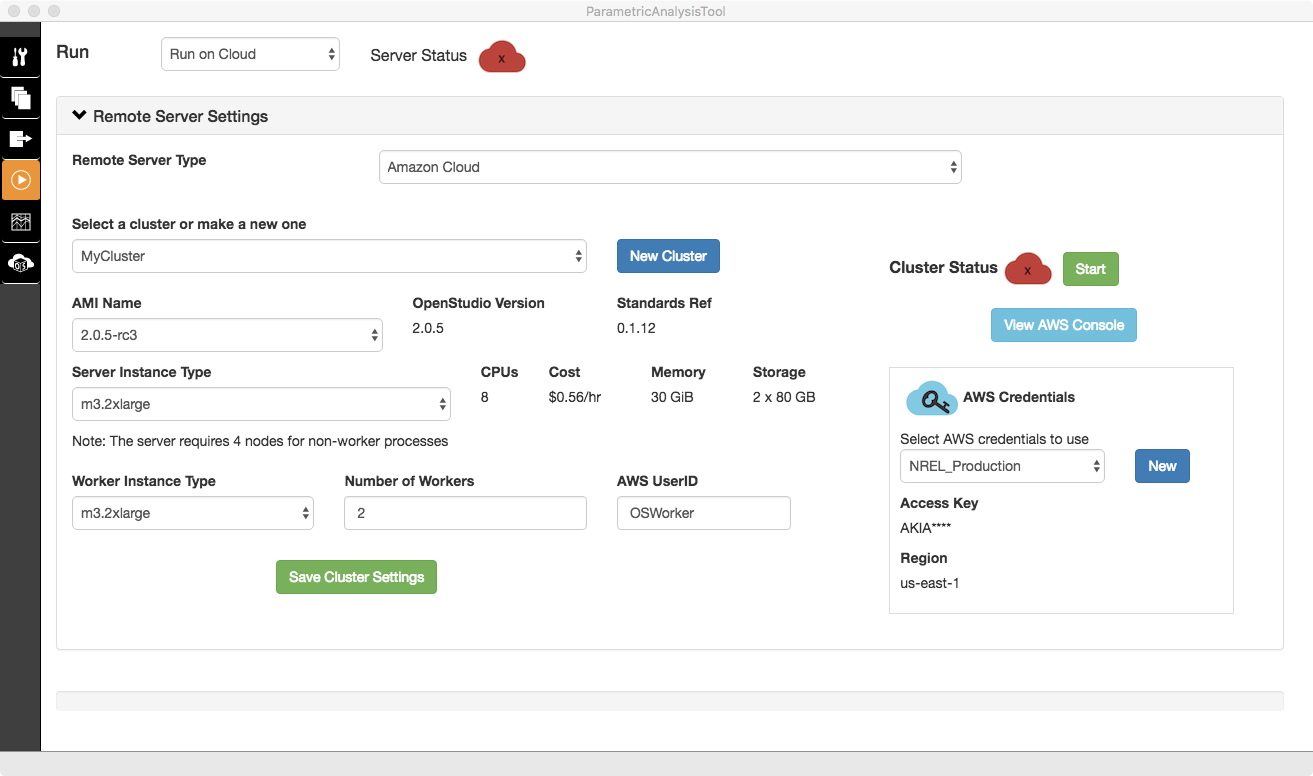 ParametricAnalysisTool
Run
Run on Cloud
Server Status
x
Remote Server Settings
Remote Server Type
Amazon Cloud
Select a cluster or make a new one
MyCluster
New Cluster
Cluster Status
x
Start
AMI Name
OpenStudio Version
Standards Ref
2.0.5-rc3
2.0.5
0.1.12
View AWS Console
Server Instance Type
CPUs
Cost
Memory
Storage
m3.2xlarge
8
$0.56/hr
30 GiB
2 x 80 GB
Note: The server requires 4 nodes for non-worker processes
Worker Instance Type
Number of Workers
AWS UserID
m3.2xlarge
2
OSWorker
Save Cluster Settings
AWS Credentials
Select AWS credentials to use
NREL_Production
New
Access Key
AKIA****
Region
us-east-1